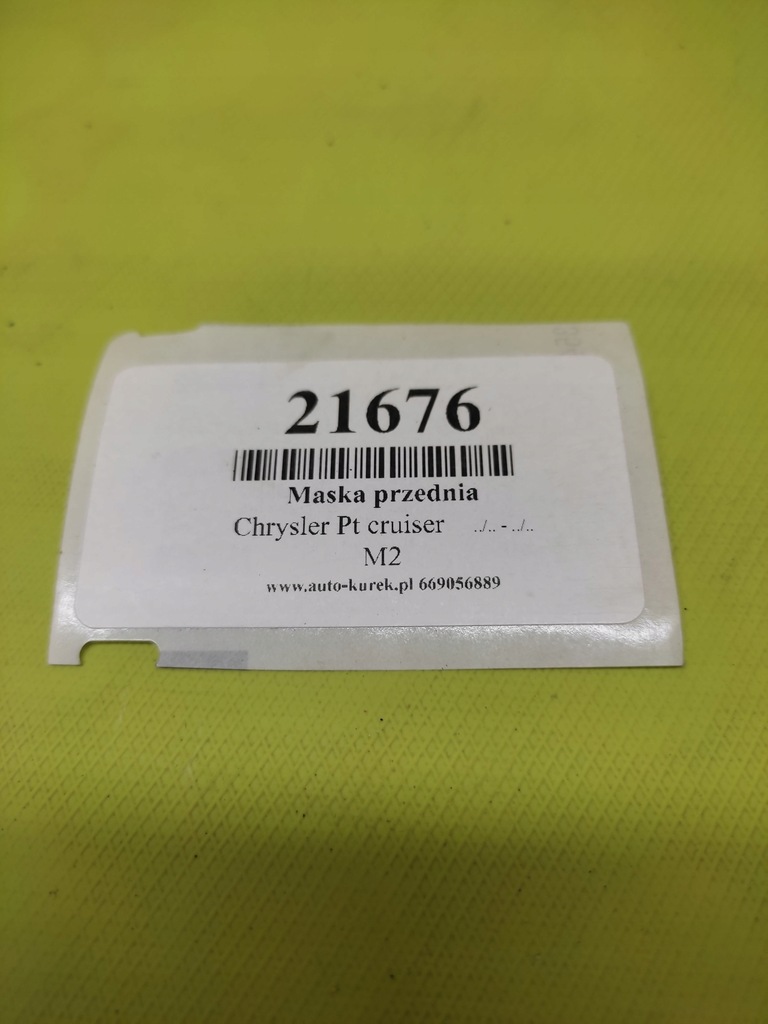 21676
Maska przednia
Chrysler Pt cruiser ../.. - ../..
M2
www.auto-kurek.pl 669056889